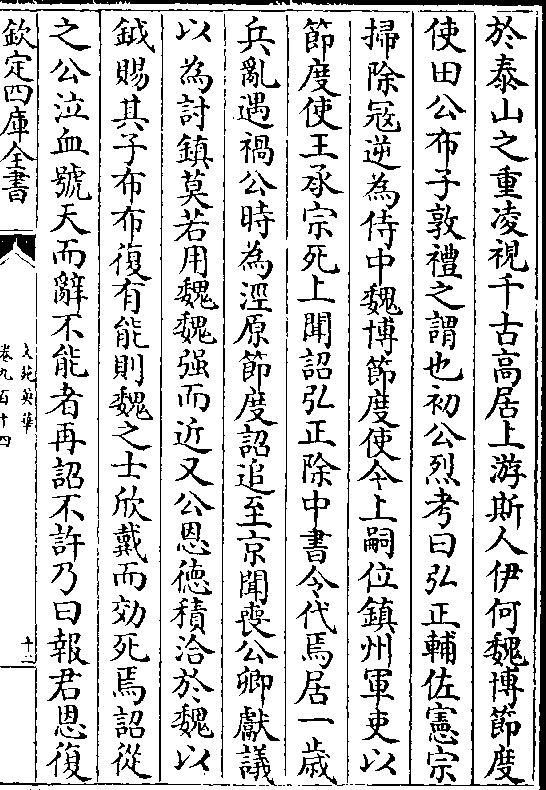 於泰山之重凌視千古高居上游斯人伊何魏博節度
使田公布子敦禮之謂也初公烈考曰弘正輔佐憲宗
掃除冦逆為侍中魏博節度使今上嗣位鎮州軍吏以
節度使王承宗死上聞詔弘正除中書令代焉居一歳
兵亂遇禍公時為涇原節度詔追至京聞喪公卿獻議
以為討鎮莫若用魏魏强而近又公恩徳積洽於魏以
鉞賜其子布布復有能則魏之士欣戴而効死焉詔從
之公泣血號天而辭不能者再詔不許乃曰報君恩復
欽定四庫全書
文苑英華
卷九百十四
十二